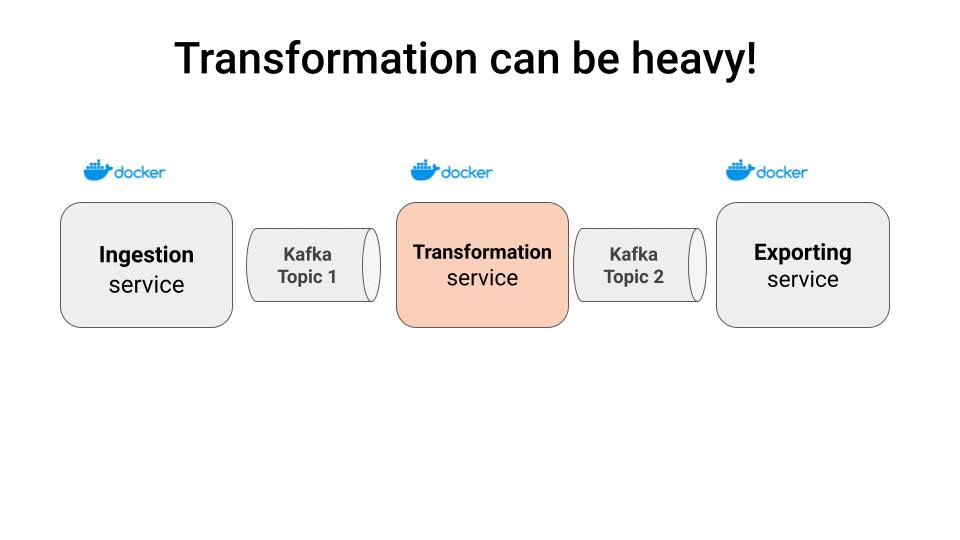 Transformation can be heavy!
docker
docker
docker
Ingestion
service
Kafka
Topic 1
Transformation
service
Kafka
Topic 2
Exporting
service